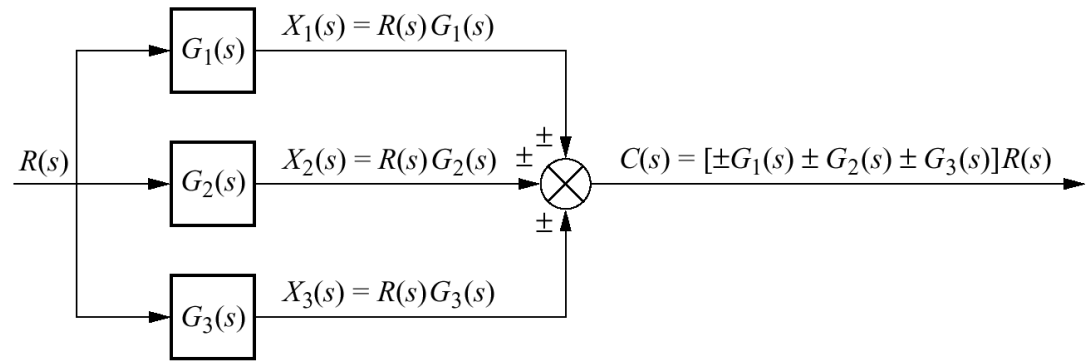 G₁(s)
X₁(s) = R(s)G₁(s)
±
R(s)
G₂(s)
X₂(s) = R(s)G₂(s)
±
C(s) = [±G₁(s) ± G₂(s) ± G₃(s)]R(s)
±
G₃(s)
X₃(s) = R(s)G₃(s)